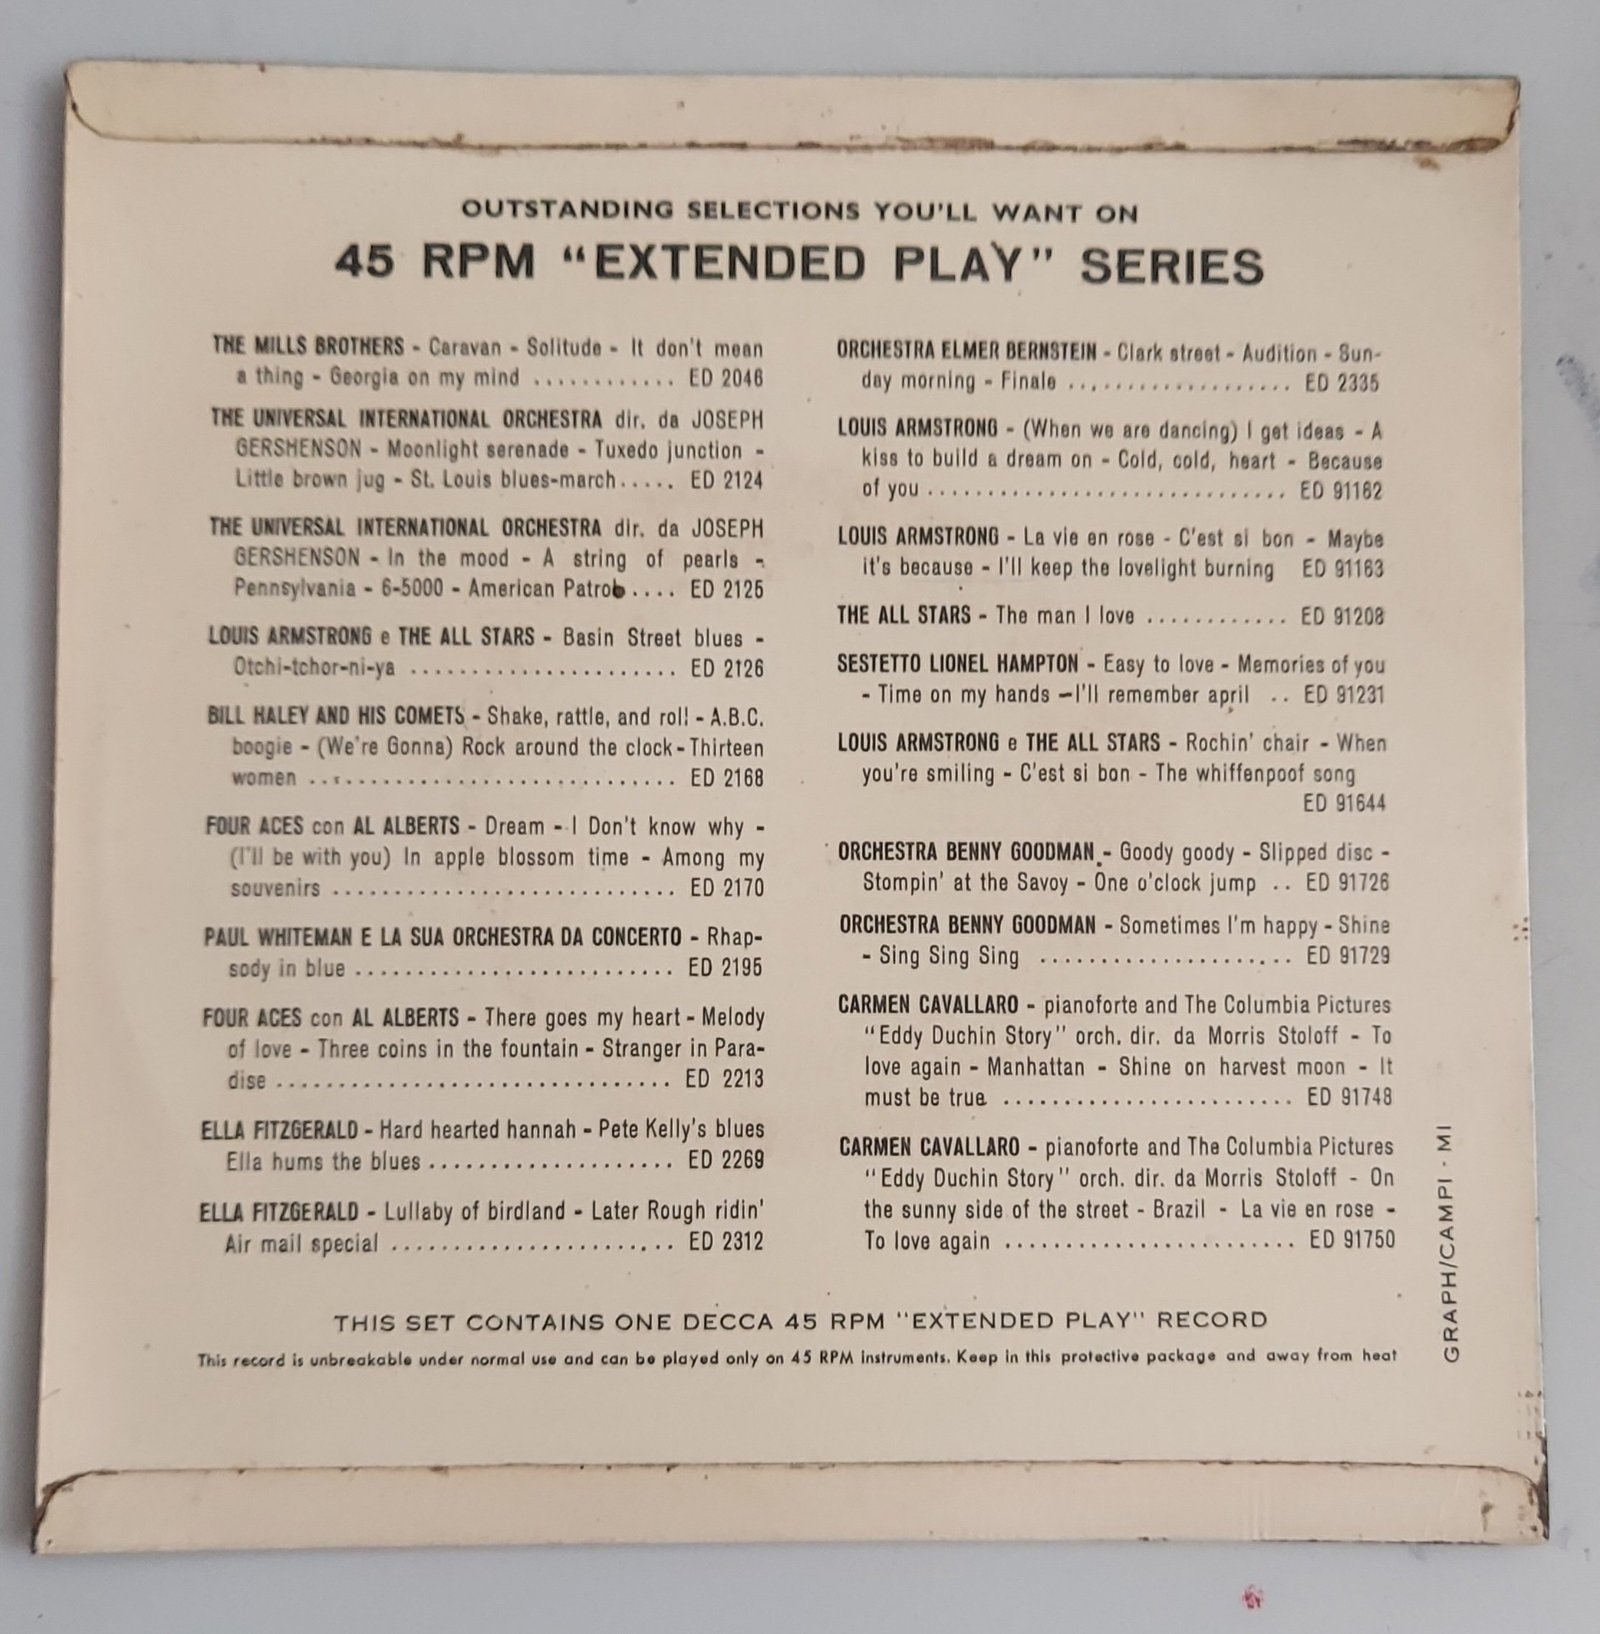 OUTSTANDING SELECTIONS YOU'LL WANT ON
45 RPM "EXTENDED PLAY" SERIES
THE MILLS BROTHERS - Caravan - Solitude - It don't mean
a thing - Georgia on my mind ............ ED 2046
THE UNIVERSAL INTERNATIONAL ORCHESTRA dir. da JOSEPH
GERSHENSON - Moonlight serenade - Tuxedo junction -
Little brown jug - St. Louis blues-march..... ED 2124
THE UNIVERSAL INTERNATIONAL ORCHESTRA dir. da JOSEPH
GERSHENSON - In the mood - A string of pearls -
Pennsylvania - 6-5000 - American Patrol .... ED 2125
LOUIS ARMSTRONG e THE ALL STARS - Basin Street blues -
Otchi-tchor-ni-ya ...................... ED 2126
BILL HALEY AND HIS COMETS - Shake, rattle, and roll - A.B.C.
boogie - (We're Gonna) Rock around the clock - Thirteen
women .............................. ED 2168
FOUR ACES con AL ALBERTS - Dream - I Don't know why -
(I'll be with you) In apple blossom time - Among my
souvenirs ............................ ED 2170
PAUL WHITEMAN E LA SUA ORCHESTRA DA CONCERTO - Rhap-
sody in blue .......................... ED 2195
FOUR ACES con AL ALBERTS - There goes my heart - Melody
of love - Three coins in the fountain - Stranger in Para-
dise ................................ ED 2213
ELLA FITZGERALD - Hard hearted hannah - Pete Kelly's blues
Ella hums the blues .................... ED 2269
ELLA FITZGERALD - Lullaby of birdland - Later Rough ridin'
Air mail special ........................ ED 2312
ORCHESTRA ELMER BERNSTEIN - Clark street - Audition - Sun-
day morning - Finale ................... ED 2335
LOUIS ARMSTRONG - (When we are dancing) I get ideas - A
kiss to build a dream on - Cold, cold, heart - Because
of you .............................. ED 91162
LOUIS ARMSTRONG - La vie en rose - C'est si bon - Maybe
it's because - I'll keep the lovelight burning ED 91163
THE ALL STARS - The man I love ............ ED 91208
SESTETTO LIONEL HAMPTON - Easy to love - Memories of you
- Time on my hands - I'll remember april .. ED 91231
LOUIS ARMSTRONG e THE ALL STARS - Rochin' chair - When
you're smiling - C'est si bon - The whiffenpoof song
ED 91644
ORCHESTRA BENNY GOODMAN - Goody goody - Slipped disc -
Stompin' at the Savoy - One o'clock jump .. ED 91726
ORCHESTRA BENNY GOODMAN - Sometimes I'm happy - Shine
- Sing Sing Sing ..................... ED 91729
CARMEN CAVALLARO - pianoforte and The Columbia Pictures
"Eddy Duchin Story" orch. dir. da Morris Stoloff - To
love again - Manhattan - Shine on harvest moon - It
must be true ........................ ED 91748
CARMEN CAVALLARO - pianoforte and The Columbia Pictures
"Eddy Duchin Story" orch. dir. da Morris Stoloff - On
the sunny side of the street - Brazil - La vie en rose -
To love again ........................ ED 91750
THIS SET CONTAINS ONE DECCA 45 RPM "EXTENDED PLAY" RECORD
This record is unbreakable under normal use and can be played only on 45 RPM instruments. Keep in this protective package and away from heat
GRAPH/CAMPI - MI